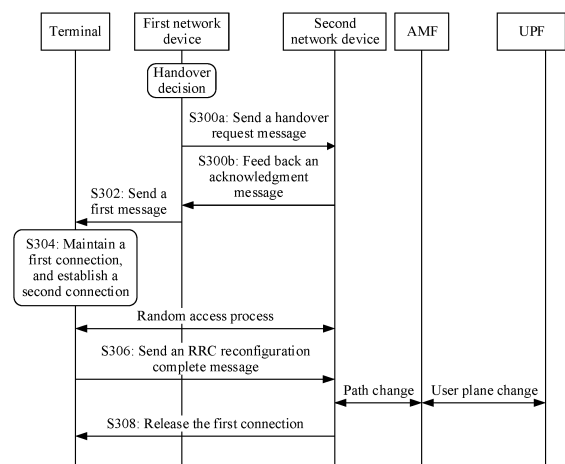 Terminal
First network
device
Second
network device
AMF
UPF
Handover
decision
S300a: Send a handover
request message
S300b: Feed back an
acknowledgment
message
S302: Send a
first message
S304: Maintain a
first connection,
and establish a
second connection
Random access process
S306: Send an RRC reconfiguration
complete message
Path change
User plane change
S308: Release the first connection